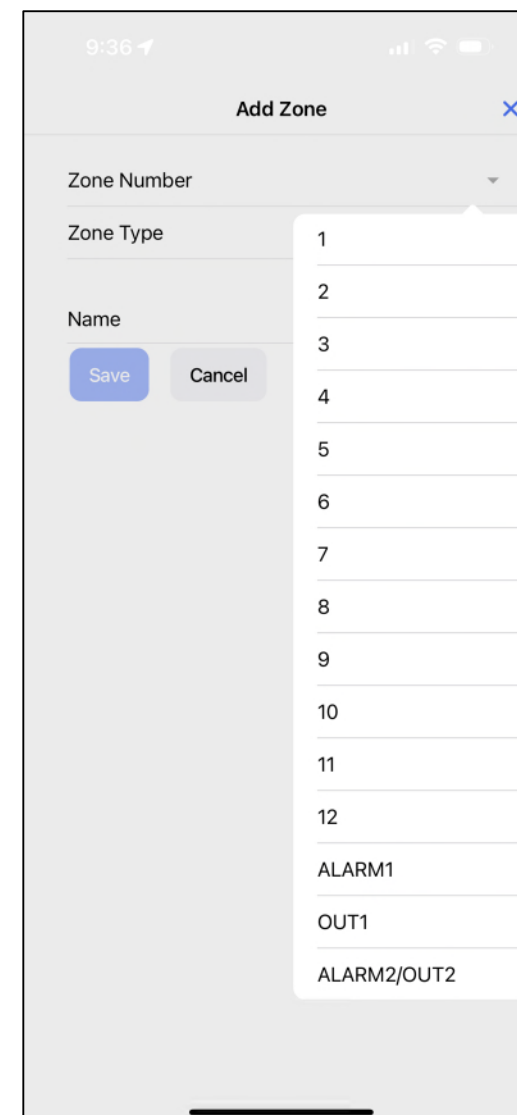 9:36
Add Zone
Zone Number
Zone Type
1
2
Name
3
Save Cancel
4
5
6
7
8
9
10
11
12
ALARM1
OUT1
ALARM2/OUT2